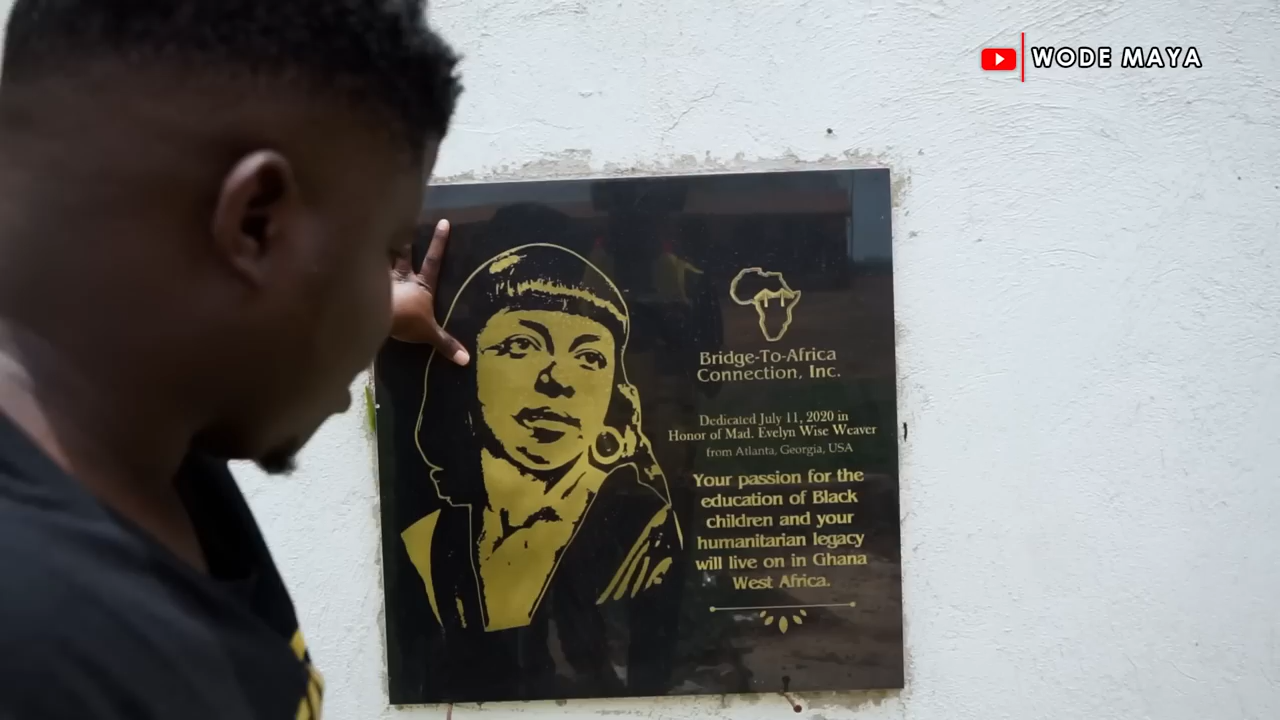 WODE MAYA
Bridge-To-Africa
Connection, Inc.
Dedicated July 11, 2020 in
Honor of Mad. Evelyn Wise Weaver
from Atlanta, Georgia, USA
Your passion for the
education of Black
children and your
humanitarian legacy
will live on in Ghana
West Africa.